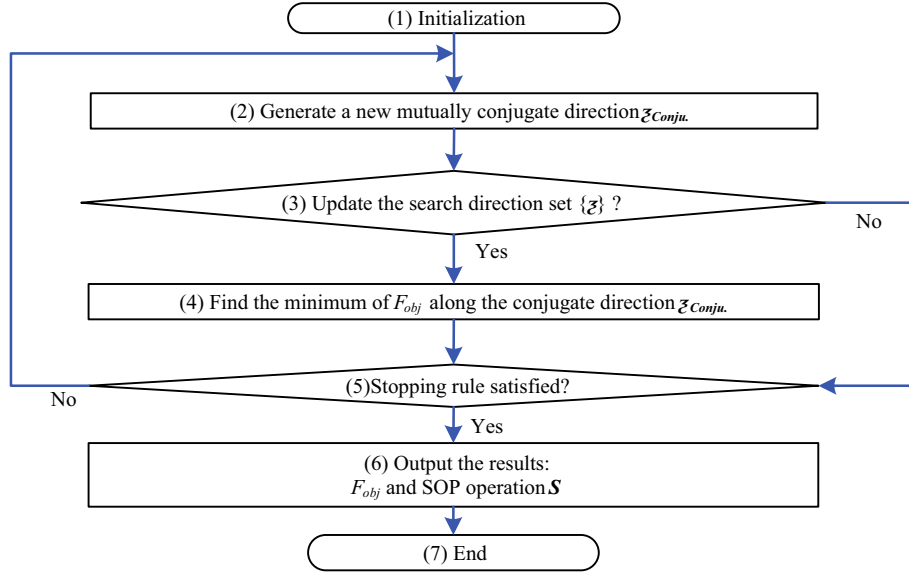 (1) Initialization
(2) Generate a new mutually conjugate direction ξConju.
(3) Update the search direction set {ξ} ?
No
Yes
(4) Find the minimum of Fobj along the conjugate direction ξConju.
(5)Stopping rule satisfied?
No
Yes
(6) Output the results:
Fobj and SOP operation S
(7) End